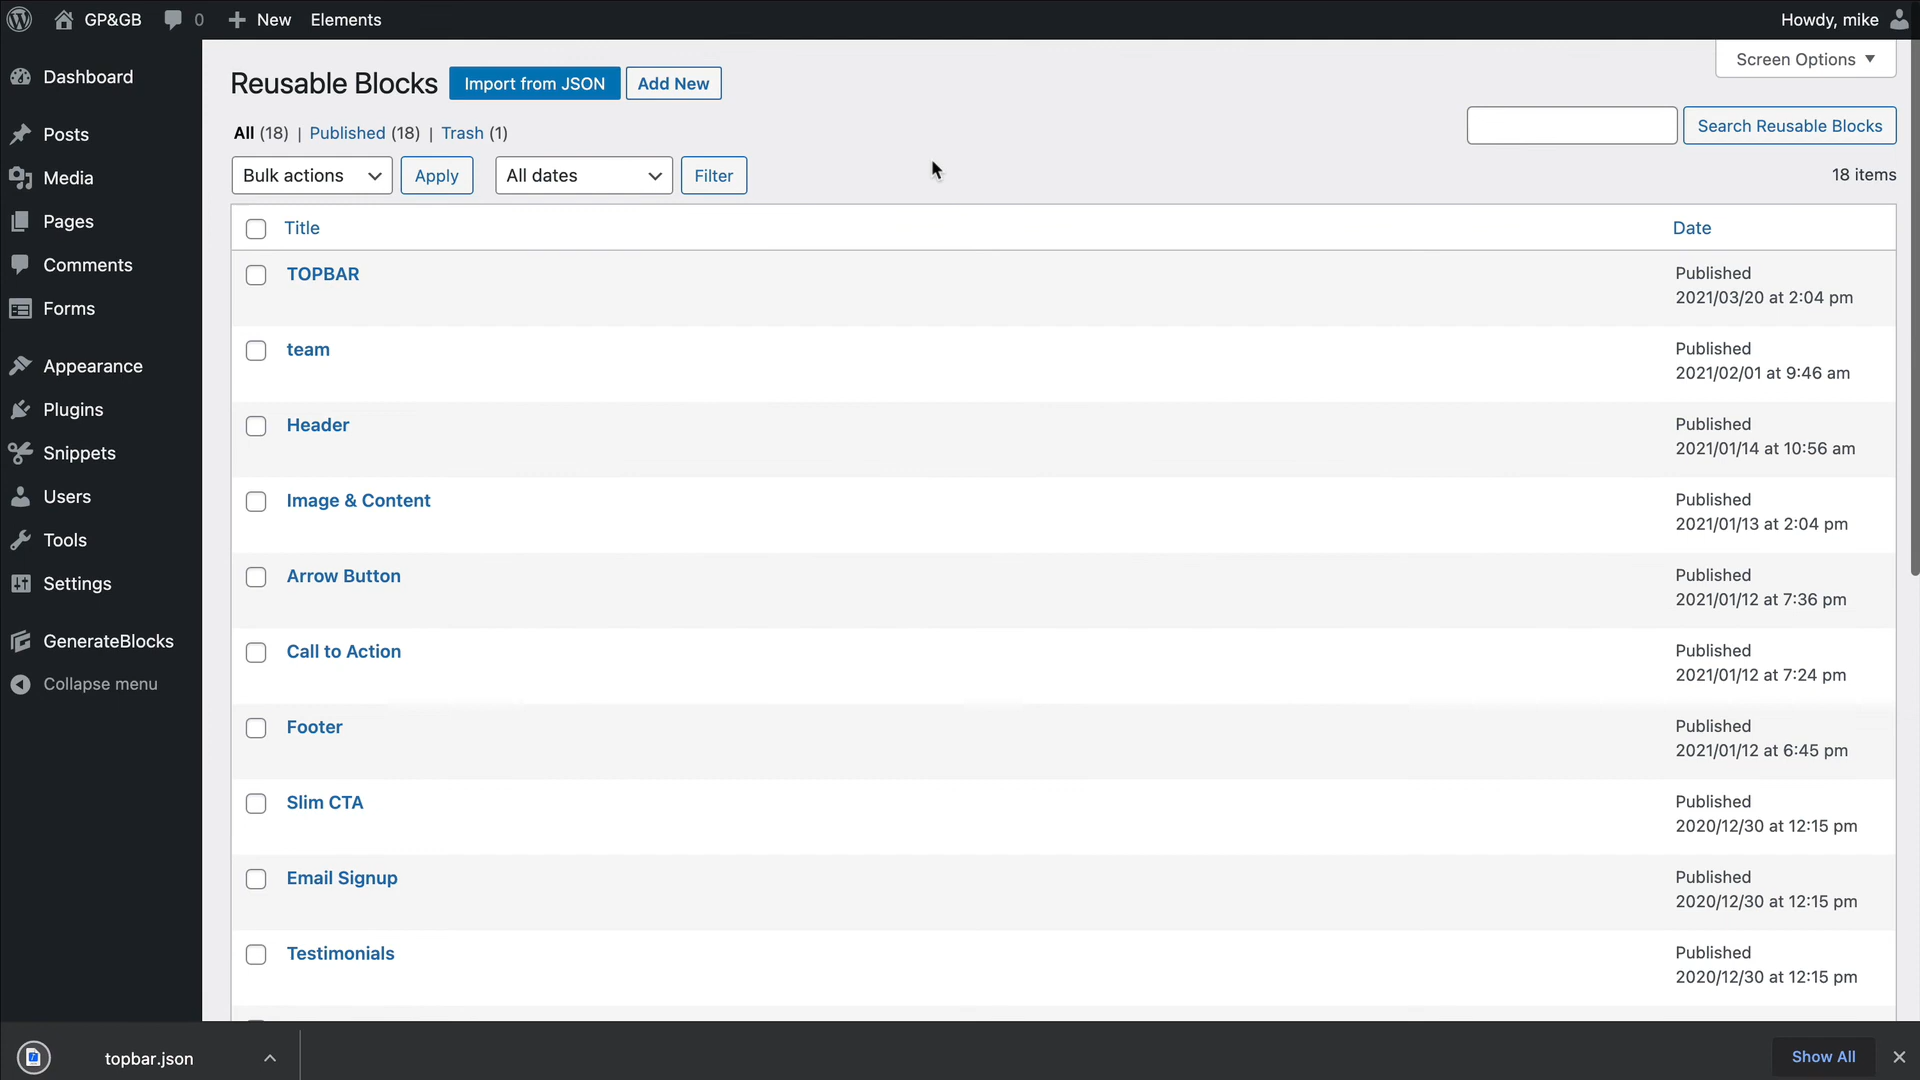 GP&GB 0 New Elements Howdy, mike
Screen Options
Dashboard
Posts
Media
Pages
Comments
Forms
Appearance
Plugins
Snippets
Users
Tools
Settings
GenerateBlocks
Collapse menu
Reusable Blocks Import from JSON Add New
All (18) | Published (18) | Trash (1)
Search Reusable Blocks
Bulk actions Apply All dates Filter 18 items
Title Date
TOPBAR Published
2021/03/20 at 2:04 pm
team Published
2021/02/01 at 9:46 am
Header Published
2021/01/14 at 10:56 am
Image & Content Published
2021/01/13 at 2:04 pm
Arrow Button Published
2021/01/12 at 7:36 pm
Call to Action Published
2021/01/12 at 7:24 pm
Footer Published
2021/01/12 at 6:45 pm
Slim CTA Published
2020/12/30 at 12:15 pm
Email Signup Published
2020/12/30 at 12:15 pm
Testimonials Published
2020/12/30 at 12:15 pm
topbar.json Show All